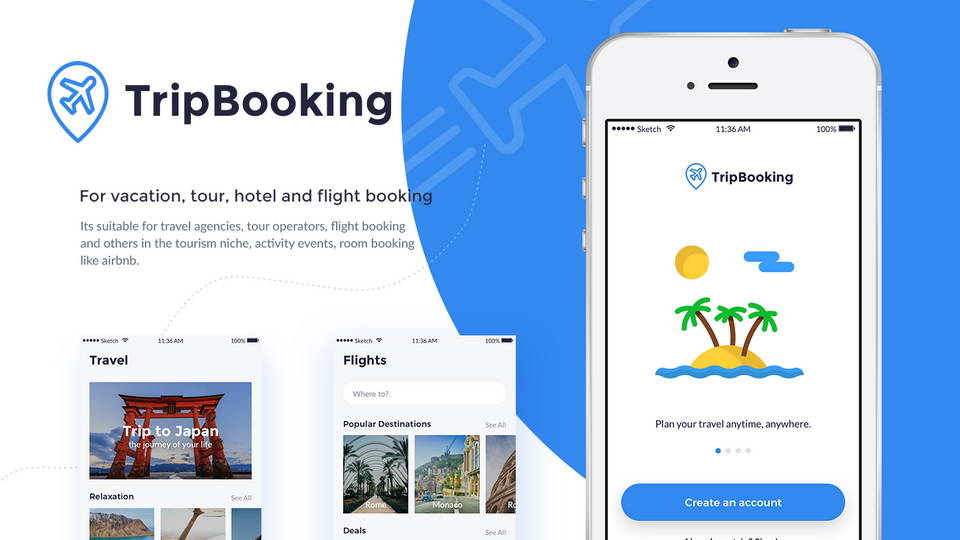 TripBooking
For vacation, tour, hotel and flight booking
Its suitable for travel agencies, tour operators, flight booking
and others in the tourism niche, activity events, room booking
like airbnb.
Sketch 11:36 AM 100%
Travel
Trip to Japan
the journey of your life
Relaxation See All
Sketch 11:36 AM 100%
Flights
Where to?
Popular Destinations See All
Rome Monaco
Deals See All
Sketch 11:36 AM 100%
TripBooking
Plan your travel anytime, anywhere.
Create an account